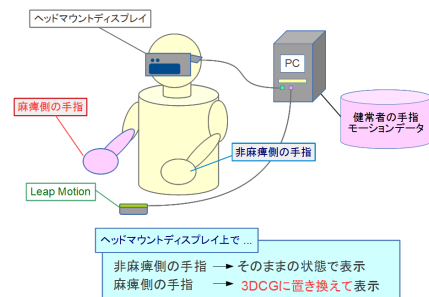 ヘッドマウントディスプレイ
PC
麻痺側の手指
健常者の手指
モーションデータ
非麻痺側の手指
Leap Motion
ヘッドマウントディスプレイ上で ...
非麻痺側の手指 → そのままの状態で表示
麻痺側の手指 → 3DCGに置き換えて表示